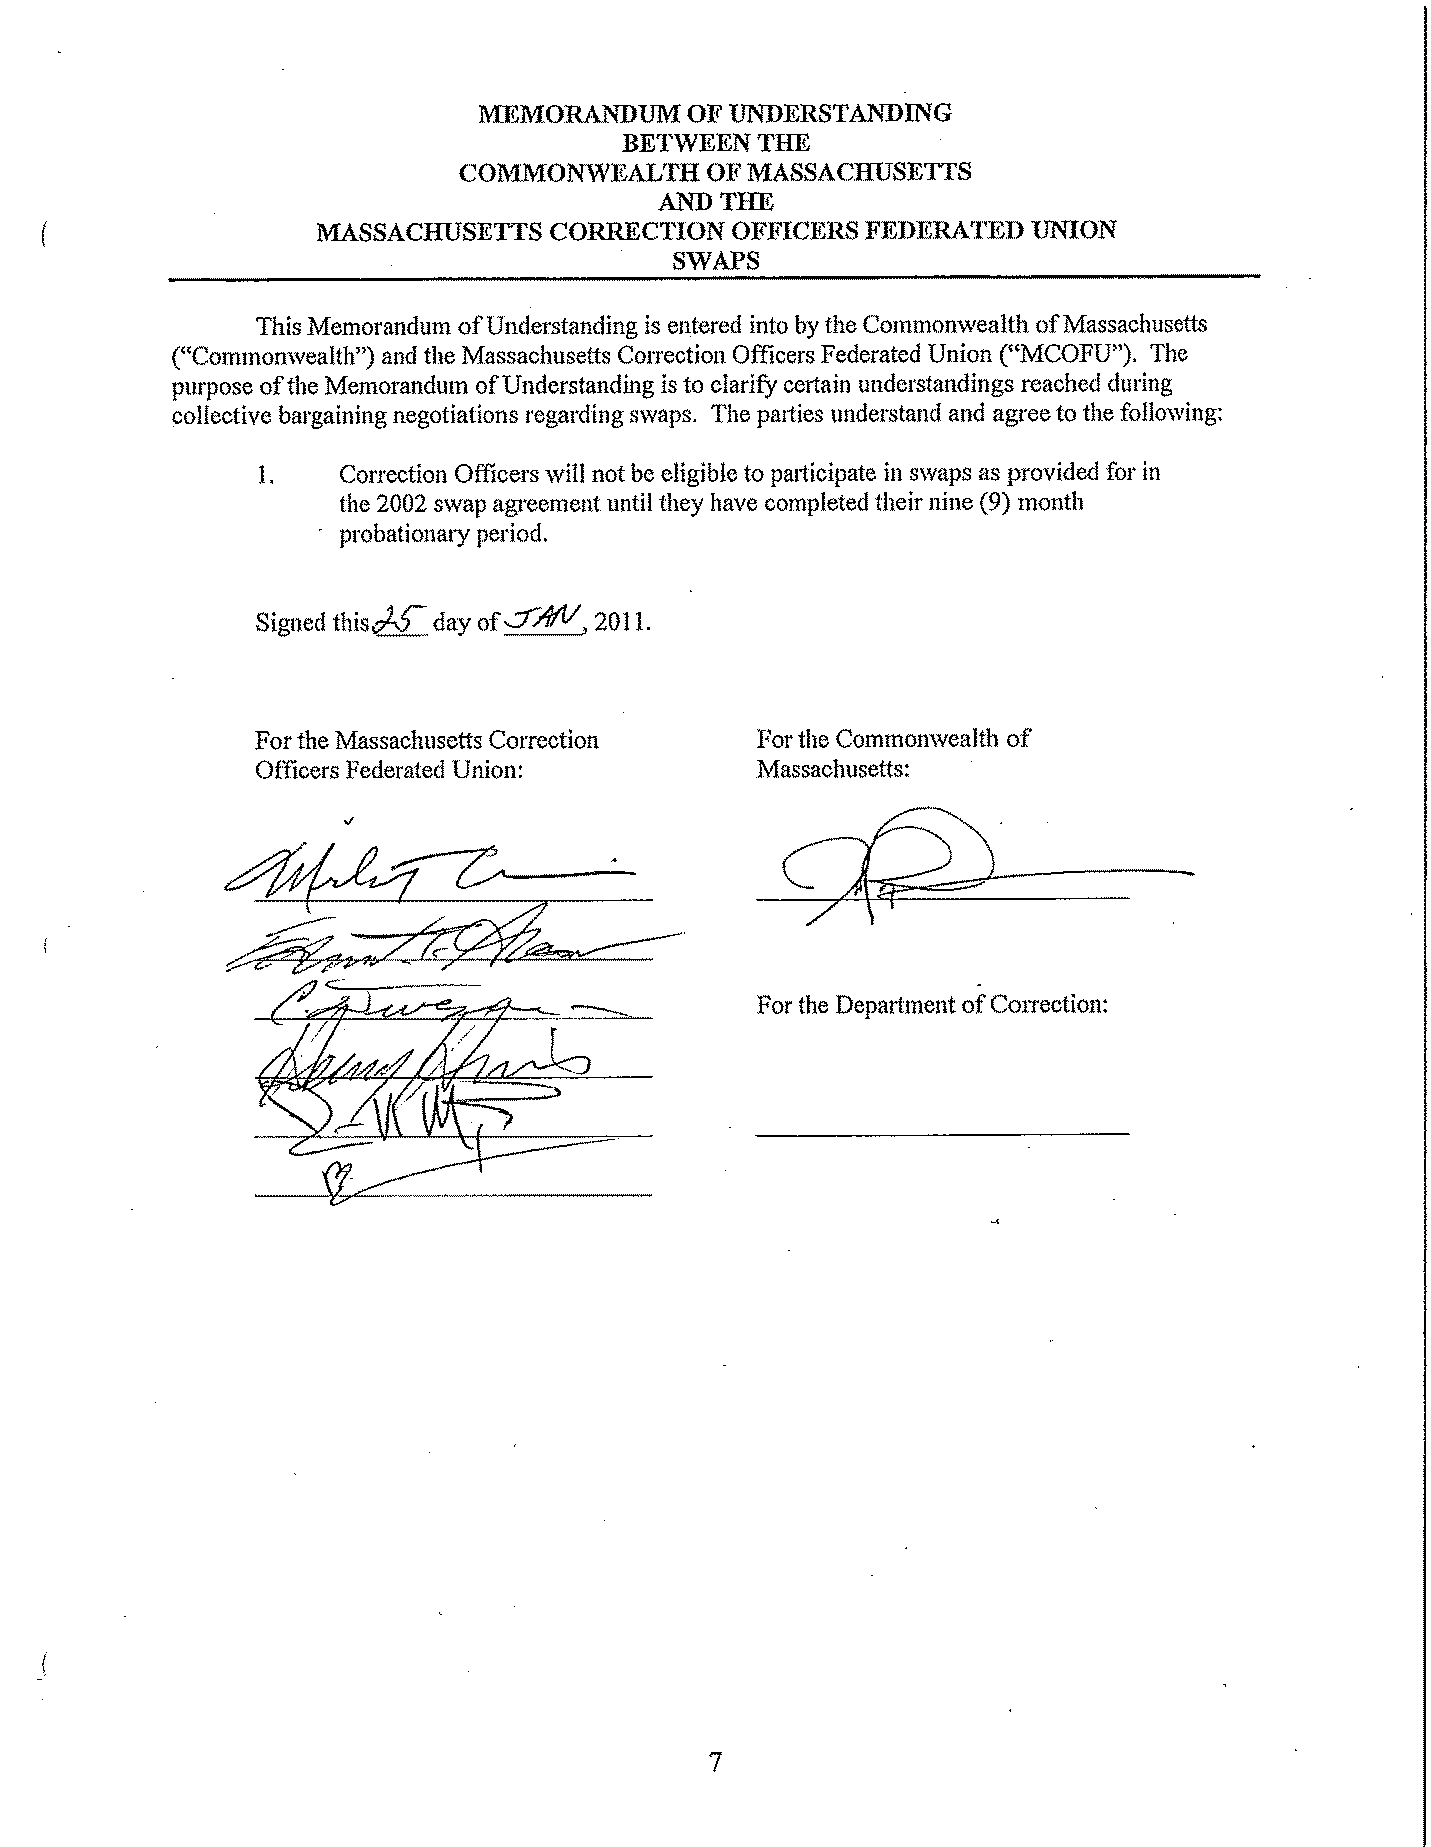 MEMORANDUM OF UNDERSTANDING
BETWEEN THE
COMMONWEALTH OF MASSACHUSETTS
AND THE
MASSACHUSETTS CORRECTION OFFICERS FEDERATED UNION
SWAPS
This Memorandum of Understanding is entered into by the Commonwealth of Massachusetts
(“Commonwealth”) and the Massachusetts Correction Officers Federated Union (“MCOFU”). The
purpose of the Memorandum of Understanding is to clarify certain understandings reached during
collective bargaining negotiations regarding swaps. The parties understand and agree to the following:
1. Correction Officers will not be eligible to participate in swaps as provided for in
the 2002 swap agreement until they have completed their nine (9) month
probationary period.
Signed this 25 day of JAN, 2011.
For the Massachusetts Correction
Officers Federated Union:
For the Commonwealth of
Massachusetts:
For the Department of Correction:
7